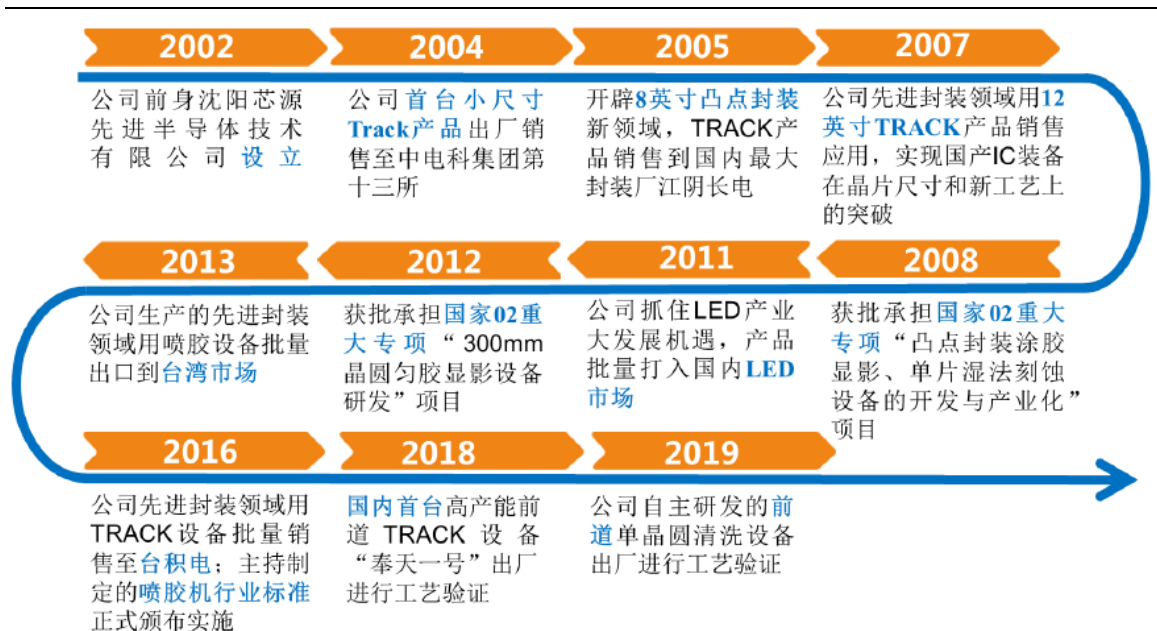 2002
公司前身沈阳芯源
先进半导体技术
有限公司设立
2004
公司首台小尺寸
Track产品出厂销
售至中电科集团第
十三所
2005
开辟8英寸凸点封装
新领域，TRACK产
品销售到国内最大
封装厂江阴长电
2007
公司先进封装领域用12
英寸TRACK产品销售
应用，实现国产IC装备
在晶片尺寸和新工艺上
的突破
2008
获批承担国家02重大
专项“凸点封装涂胶
显影、单片湿法刻蚀
设备的开发与产业化”
项目
2011
公司抓住LED产业
大发展机遇，产品
批量打入国内LED
市场
2012
获批承担国家02重
大专项“300mm
晶圆匀胶显影设备
研发”项目
2013
公司生产的先进封装
领域用喷胶设备批量
出口到台湾市场
2016
公司先进封装领域用
TRACK设备批量销
售至台积电；主持制
定的喷胶机行业标准
正式颁布实施
2018
国内首台高产能前
道TRACK设备
“奉天一号”出厂
进行工艺验证
2019
公司自主研发的前
道单晶圆清洗设备
出厂进行工艺验证